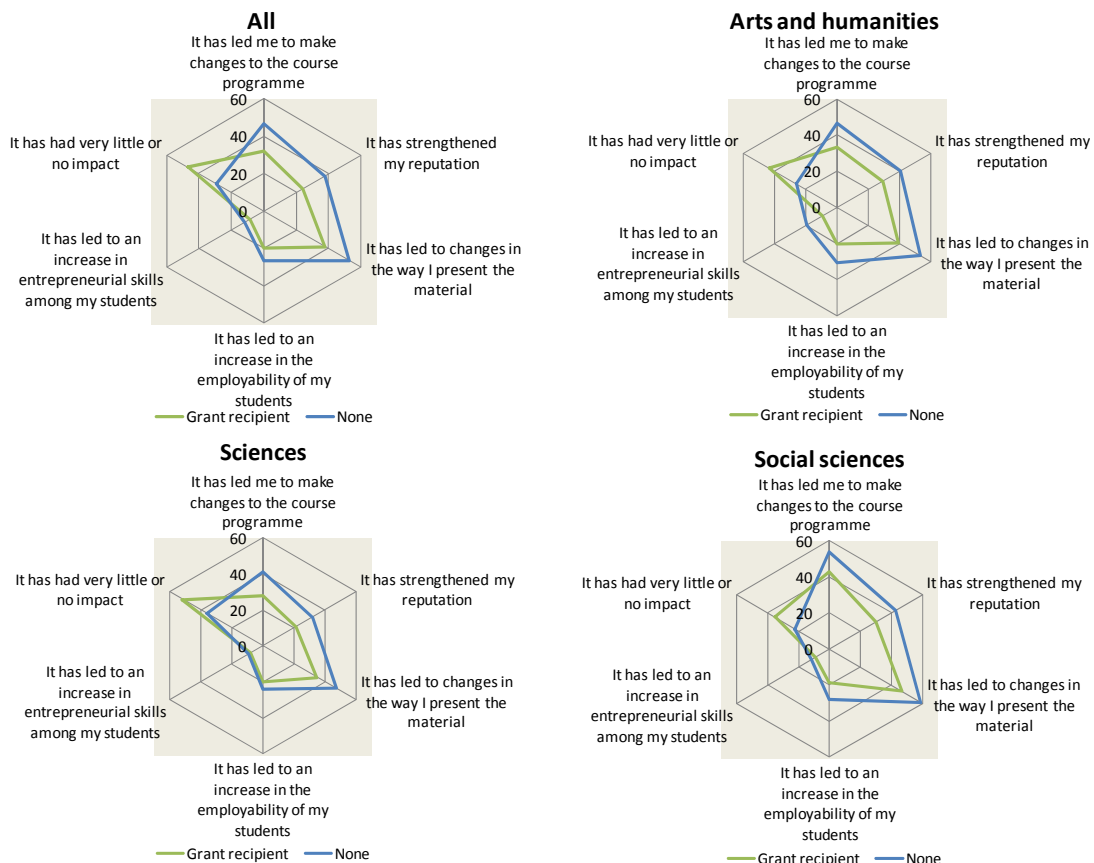 All
It has led me to make
changes to the course
programme
60
40
20
0
It has had very little or
no impact
It has strengthened
my reputation
It has led to an
increase in
entrepreneurial skills
among my students
It has led to changes in
the way I present the
material
It has led to an
increase in the
employability of my
students
Grant recipient None
Arts and humanities
It has led me to make
changes to the course
programme
60
40
20
0
It has had very little or
no impact
It has strengthened my
reputation
It has led to an
increase in
entrepreneurial skills
among my students
It has led to changes in
the way I present the
material
It has led to an
increase in the
employability of my
students
Grant recipient None
Sciences
It has led me to make
changes to the course
programme
60
40
20
0
It has had very little or
no impact
It has strengthened my
reputation
It has led to an
increase in
entrepreneurial skills
among my students
It has led to changes in
the way I present the
material
It has led to an
increase in the
employability of my
students
Grant recipient None
Social sciences
It has led me to make
changes to the course
programme
60
40
20
0
It has had very little or
no impact
It has strengthened my
reputation
It has led to an
increase in
entrepreneurial skills
among my students
It has led to changes in
the way I present the
material
It has led to an
increase in the
employability of my
students
Grant recipient None